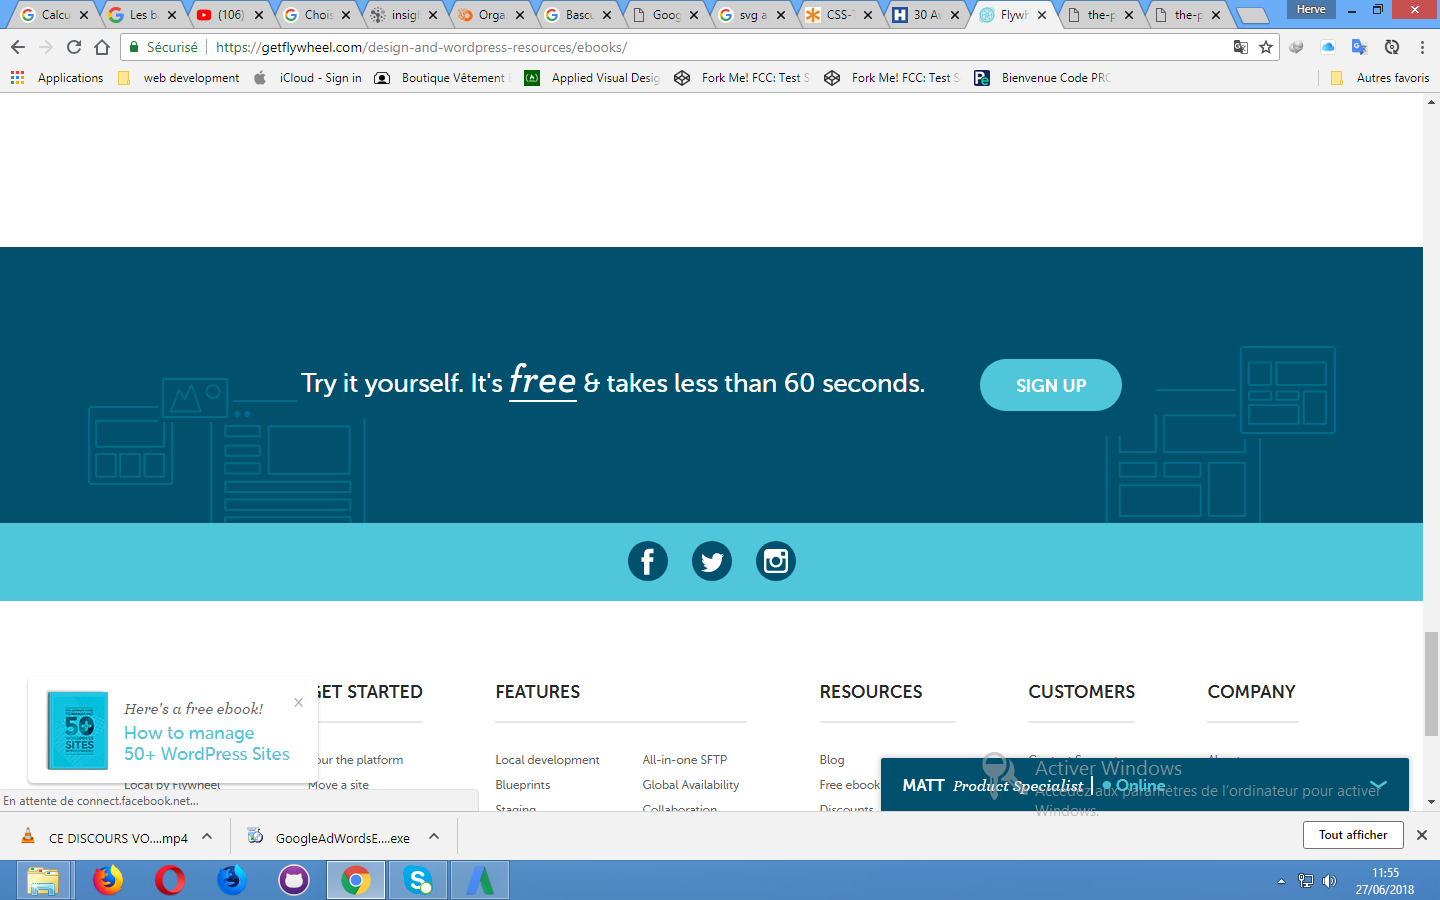 Calcu
Les b
(106)
Chois
insigh
Orga
Bascu
Goog
svg a
CSS-T
30 Av
Flywh
the-p
the-p
Herve
Sécurisé
https://getflywheel.com/design-and-wordpress-resources/ebooks/
Applications
web development
iCloud - Sign in
Boutique Vêtement
Applied Visual Desig
Fork Me! FCC: Test S
Fork Me! FCC: Test S
Bienvenue Code PRO
Autres favoris
Try it yourself. It's free & takes less than 60 seconds.
SIGN UP
GET STARTED
FEATURES
RESOURCES
CUSTOMERS
COMPANY
Here's a free ebook!
How to manage
50+ WordPress Sites
50+
WORDPRESS
SITES
Tour the platform
Local development
All-in-one SFTP
Blog
Local by Flywheel
Move a site
Blueprints
Global Availability
Free ebook
Staging
Collaboration
Discounts
MATT Product Specialist
Online
Activer Windows
Accédez aux paramètres de l'ordinateur pour activer
Windows.
En attente de connect.facebook.net...
CE DISCOURS VO....mp4
GoogleAdWordsE....exe
Tout afficher
11:55
27/06/2018